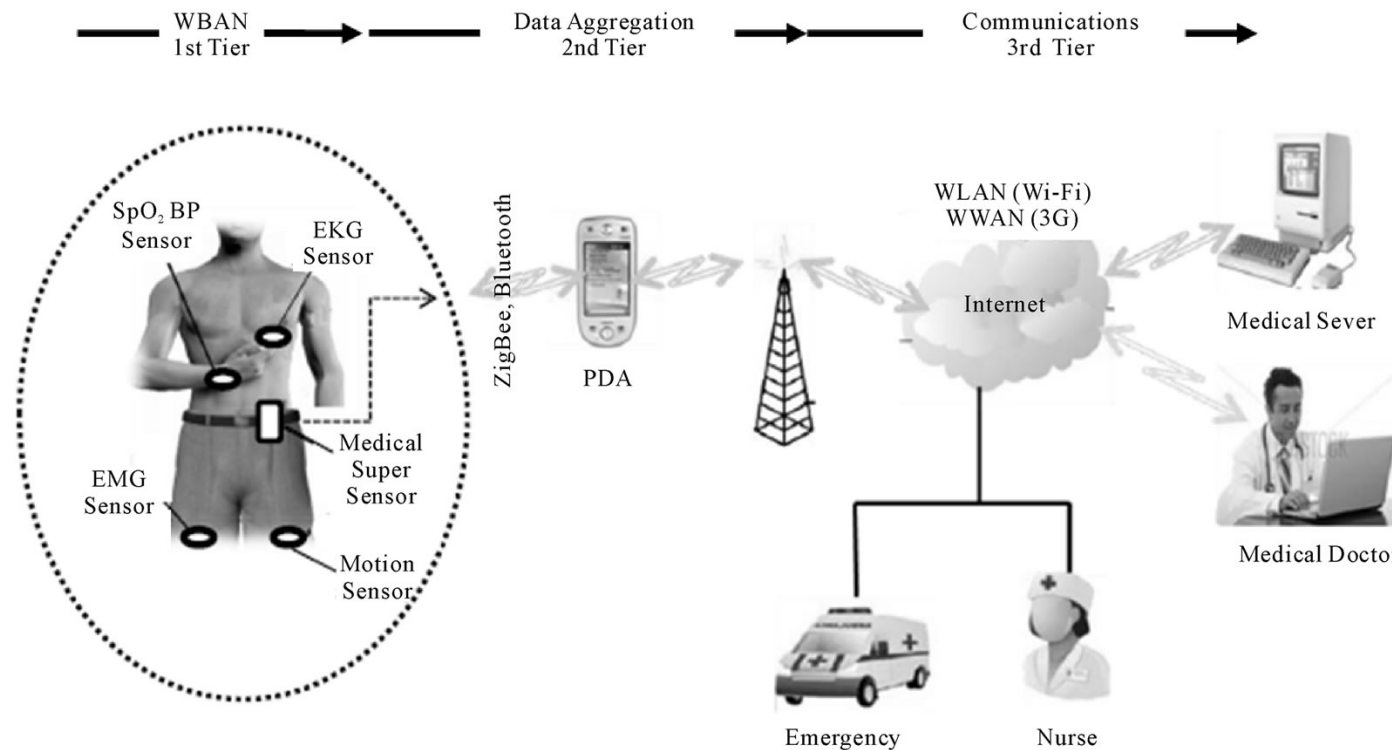 WBAN
1st Tier
Data Aggregation
2nd Tier
Communications
3rd Tier
SpO₂ BP
Sensor
EKG
Sensor
EMG
Sensor
Medical
Super
Sensor
Motion
Sensor
ZigBee, Bluetooth
PDA
WLAN (Wi-Fi)
WWAN (3G)
Internet
Medical Sever
STOCK
Medical Docto
Emergency
Nurse